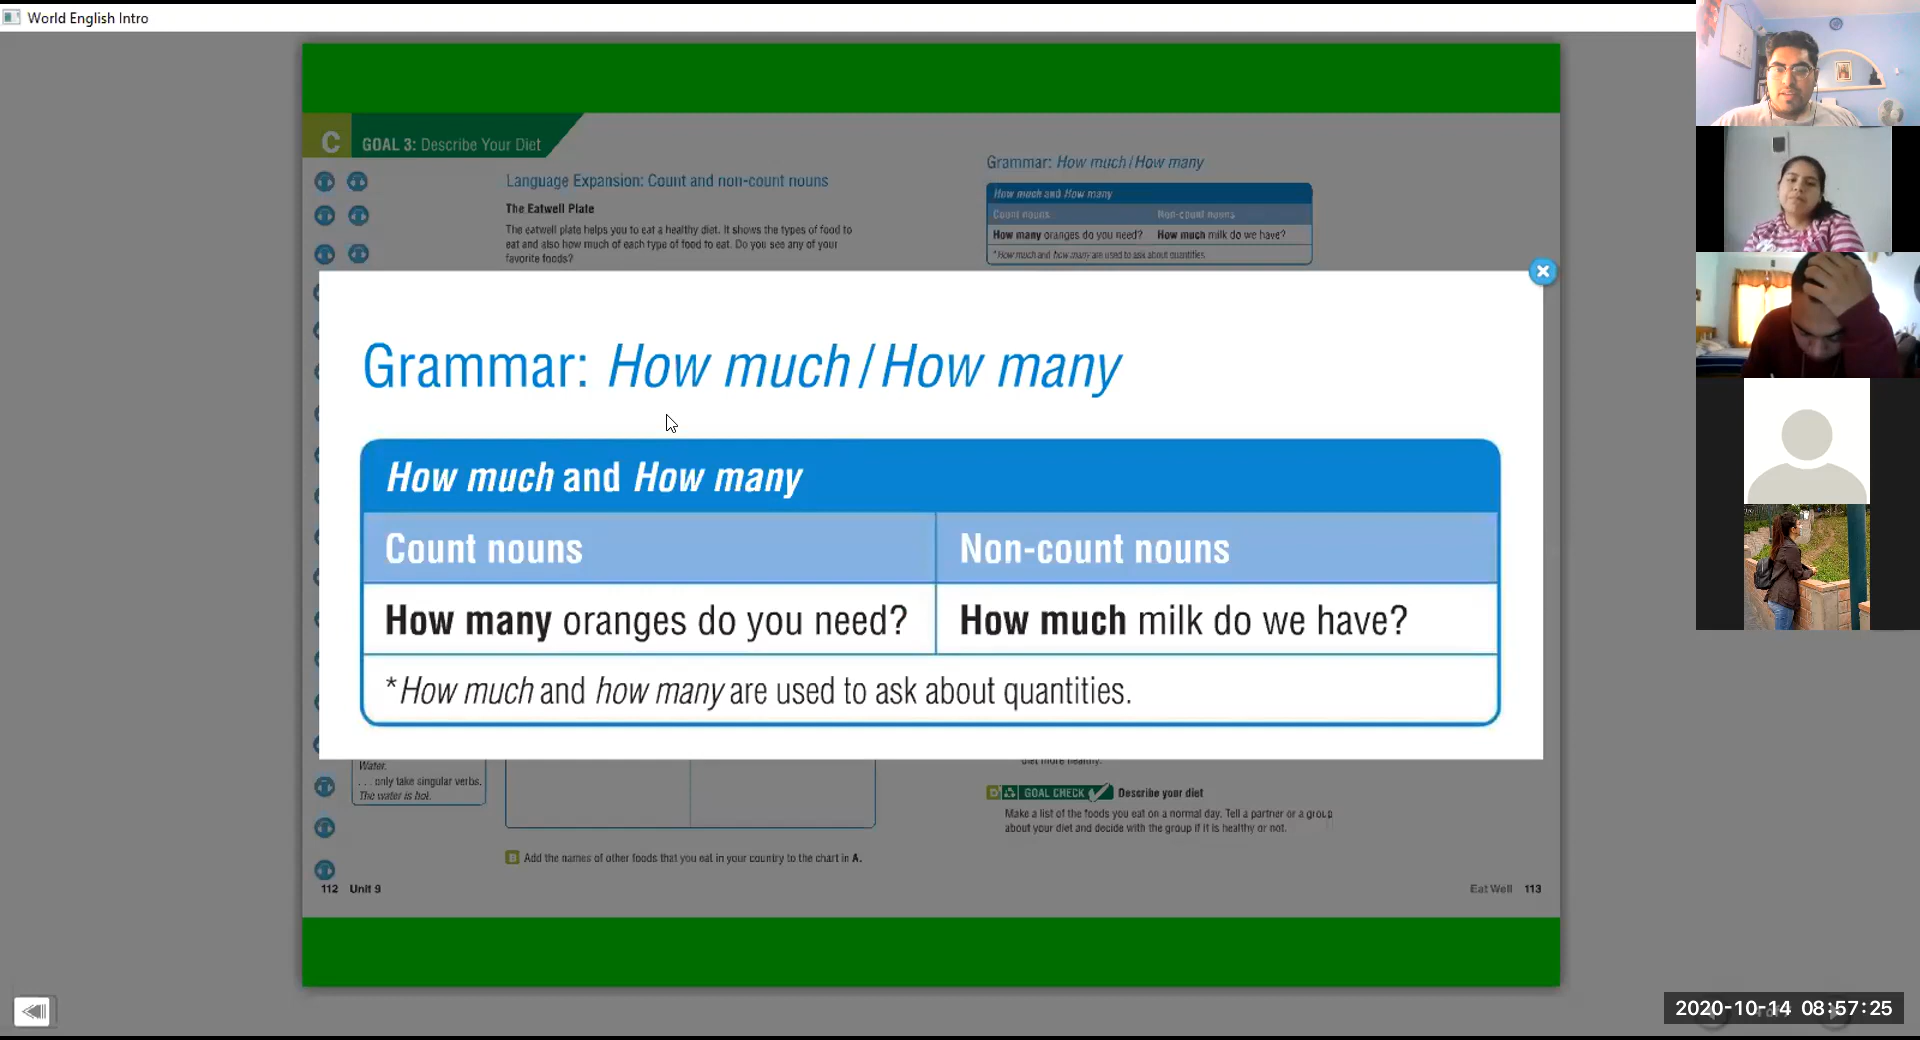 World English Intro
C GOAL 3: Describe Your Diet
Language Expansion: Count and non-count nouns
The Eatwell Plate
The eatwell plate helps you to eat a healthy diet. It shows the types of food to
eat and also how much of each type of food to eat. Do you see any of your
favorite foods?
Grammar: How much / How many
How much and How many
Count nouns Non-count nouns
How many oranges do you need? How much milk do we have?
*How much and how many are used to ask about quantities.
Grammar: How much / How many
How much and How many
Count nouns Non-count nouns
How many oranges do you need? How much milk do we have?
*How much and how many are used to ask about quantities.
Water.
. . . only take singular verbs.
The water is hot.
B Add the names of other foods that you eat in your country to the chart in A.
112 Unit 9
diet more healthy.
D GOAL CHECK Describe your diet
Make a list of the foods you eat on a normal day. Tell a partner or a group
about your diet and decide with the group if it is healthy or not.
Eat Well 113
2020-10-14 08:57:25